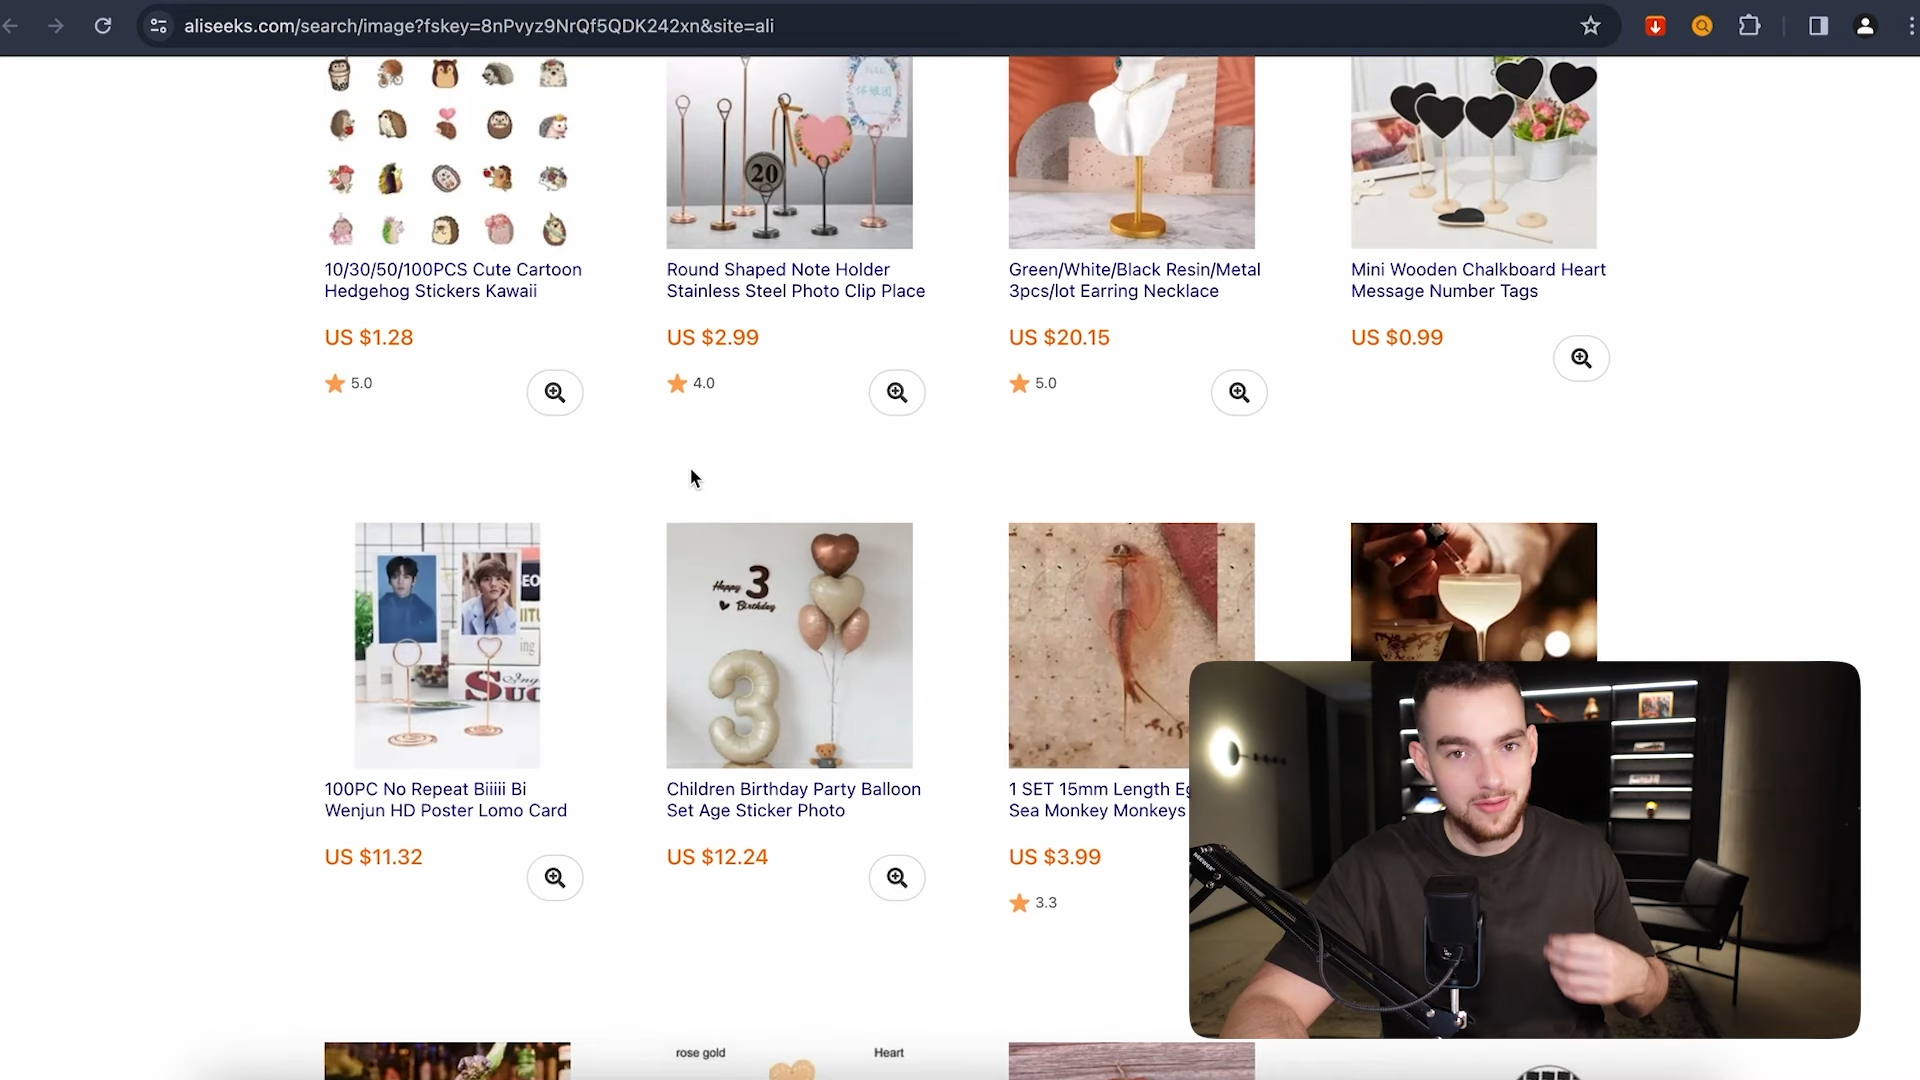 aliseeks.com/search/image?fskey=8nPvyz9NrQf5QDK242xn&site=ali
20
10/30/50/100PCS Cute Cartoon
Hedgehog Stickers Kawaii
US $1.28
5.0
Round Shaped Note Holder
Stainless Steel Photo Clip Place
US $2.99
4.0
Green/White/Black Resin/Metal
3pcs/lot Earring Necklace
US $20.15
5.0
Mini Wooden Chalkboard Heart
Message Number Tags
US $0.99
Happy 3
Birthday
3
100PC No Repeat Biiiii Bi
Wenjun HD Poster Lomo Card
US $11.32
Children Birthday Party Balloon
Set Age Sticker Photo
US $12.24
1 SET 15mm Length Eg
Sea Monkey Monkeys
US $3.99
3.3
NEEWER
rose gold
Heart